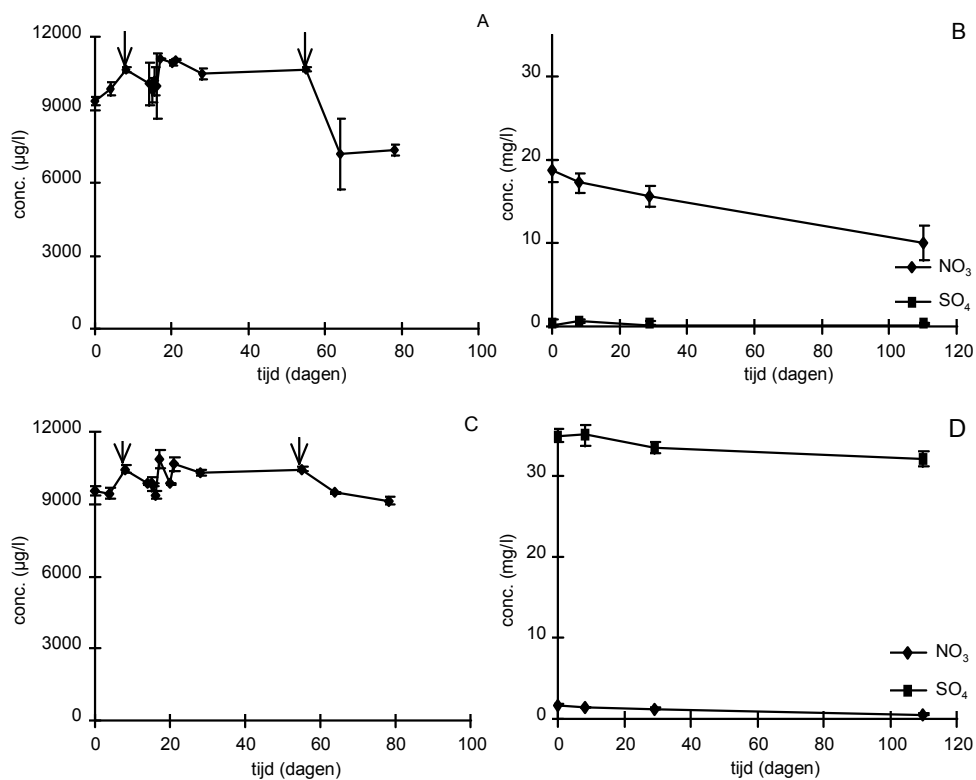 A
12000
9000
6000
3000
0
conc. (µg/l)
0 20 40 60 80 100
tijd (dagen)
B
30
20
10
0
conc. (mg/l)
NO3
SO4
0 20 40 60 80 100 120
tijd (dagen)
C
12000
9000
6000
3000
0
conc. (µg/l)
0 20 40 60 80 100
tijd (dagen)
D
30
20
10
0
conc. (mg/l)
NO3
SO4
0 20 40 60 80 100 120
tijd (dagen)